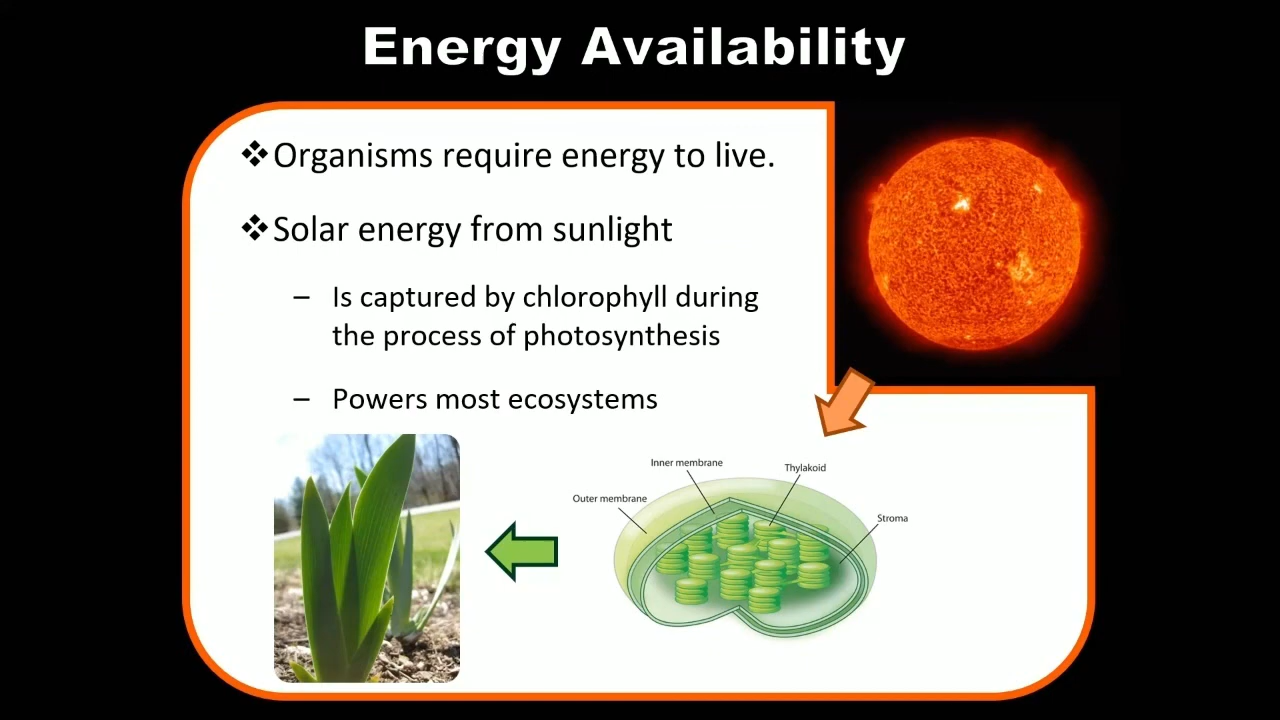 Energy Availability
❖Organisms require energy to live.
❖Solar energy from sunlight
– Is captured by chlorophyll during
the process of photosynthesis
– Powers most ecosystems
Inner membrane
Thylakoid
Outer membrane
Stroma